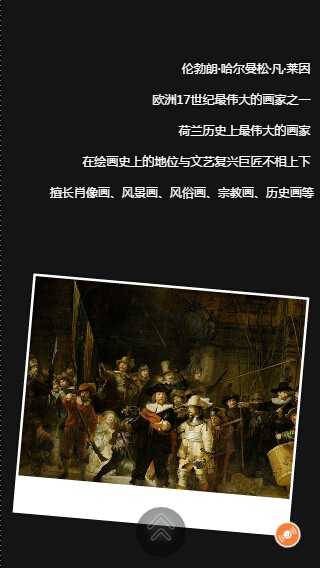 伦勃朗·哈尔曼松·凡·莱因
欧洲17世纪最伟大的画家之一
荷兰历史上最伟大的画家
在绘画史上的地位与文艺复兴巨匠不相上下
擅长肖像画、风景画、风俗画、宗教画、历史画等